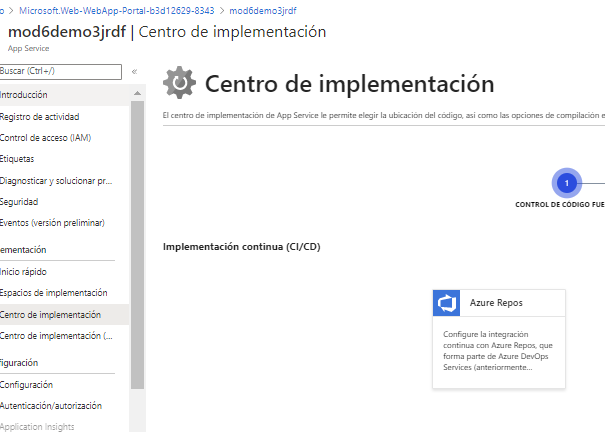 > Microsoft.Web-WebApp-Portal-b3d12629-8343 > mod6demo3jrdf
mod6demo3jrdf | Centro de implementación
App Service
Buscar (Ctrl+/)
«
Introducción
Registro de actividad
Control de acceso (IAM)
Etiquetas
Diagnosticar y solucionar pr...
Seguridad
Eventos (versión preliminar)
ementación
Inicio rápido
Espacios de implementación
Centro de implementación
Centro de implementación (...
figuración
Configuración
Autenticación/autorización
Application Insights
Centro de implementación
El centro de implementación de App Service le permite elegir la ubicación del código, así como las opciones de compilación e
1
CONTROL DE CÓDIGO FUE
Implementación continua (CI/CD)
Azure Repos
Configure la integración
continua con Azure Repos, que
forma parte de Azure DevOps
Services (anteriormente...